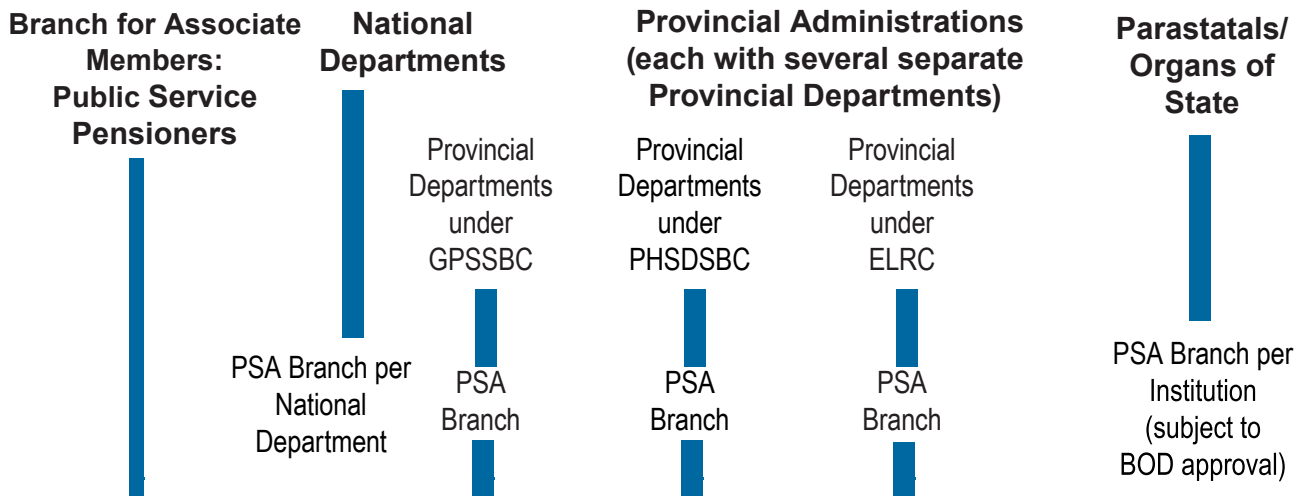 Branch for Associate
Members:
Public Service
Pensioners
National
Departments
Provincial Administrations
(each with several separate
Provincial Departments)
Parastatals/
Organs of
State
Provincial
Departments
under
GPSSBC
Provincial
Departments
under
PHSDSBC
Provincial
Departments
under
ELRC
PSA Branch per
National
Department
PSA
Branch
PSA
Branch
PSA
Branch
PSA Branch per
Institution
(subject to
BOD approval)